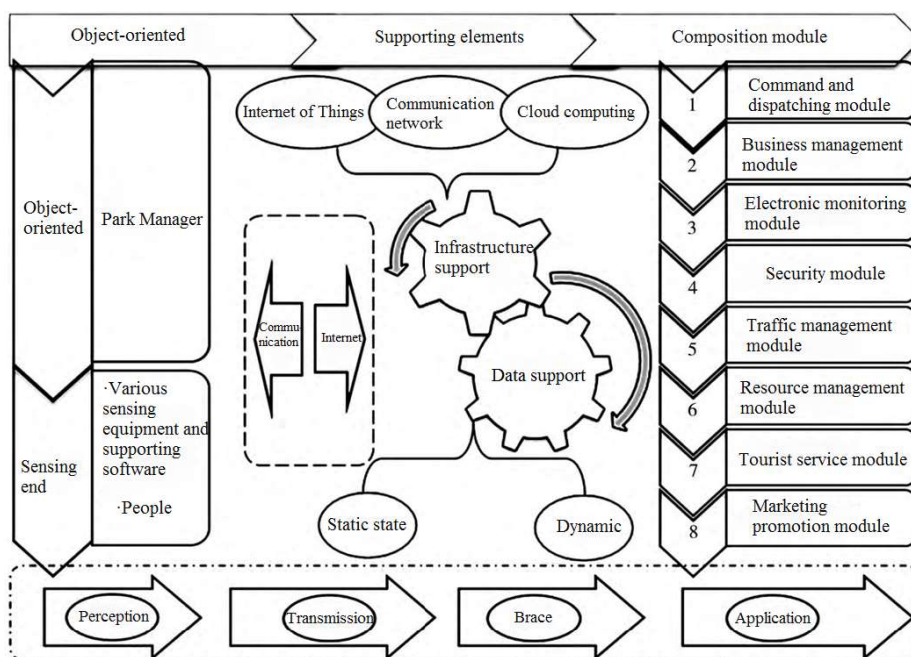 Object-oriented
Supporting elements
Composition module
Object-oriented
Park Manager
Sensing end
·Various
sensing
equipment and
supporting
software
·People
Internet of Things
Communication
network
Cloud computing
Infrastructure
support
Commu-
nication
Internet
Data support
Static state
Dynamic
1
Command and
dispatching module
2
Business management
module
3
Electronic monitoring
module
4
Security module
5
Traffic management
module
6
Resource management
module
7
Tourist service module
8
Marketing
promotion module
Perception
Transmission
Brace
Application